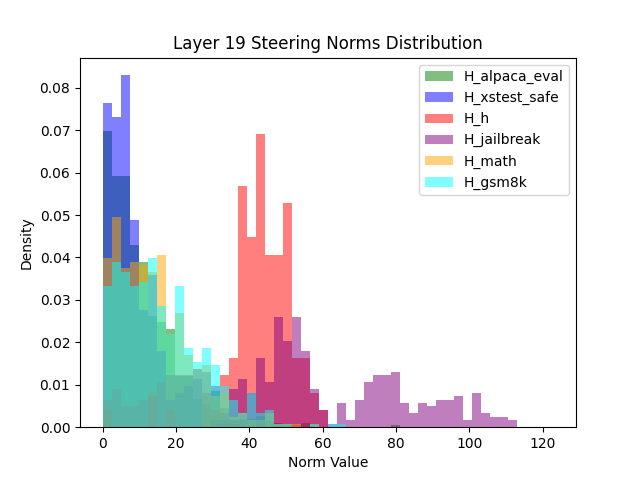 Layer 19 Steering Norms Distribution
H_alpaca_eval
H_xstest_safe
H_h
H_jailbreak
H_math
H_gsm8k
Density
0.08
0.07
0.06
0.05
0.04
0.03
0.02
0.01
0.00
0 20 40 60 80 100 120
Norm Value